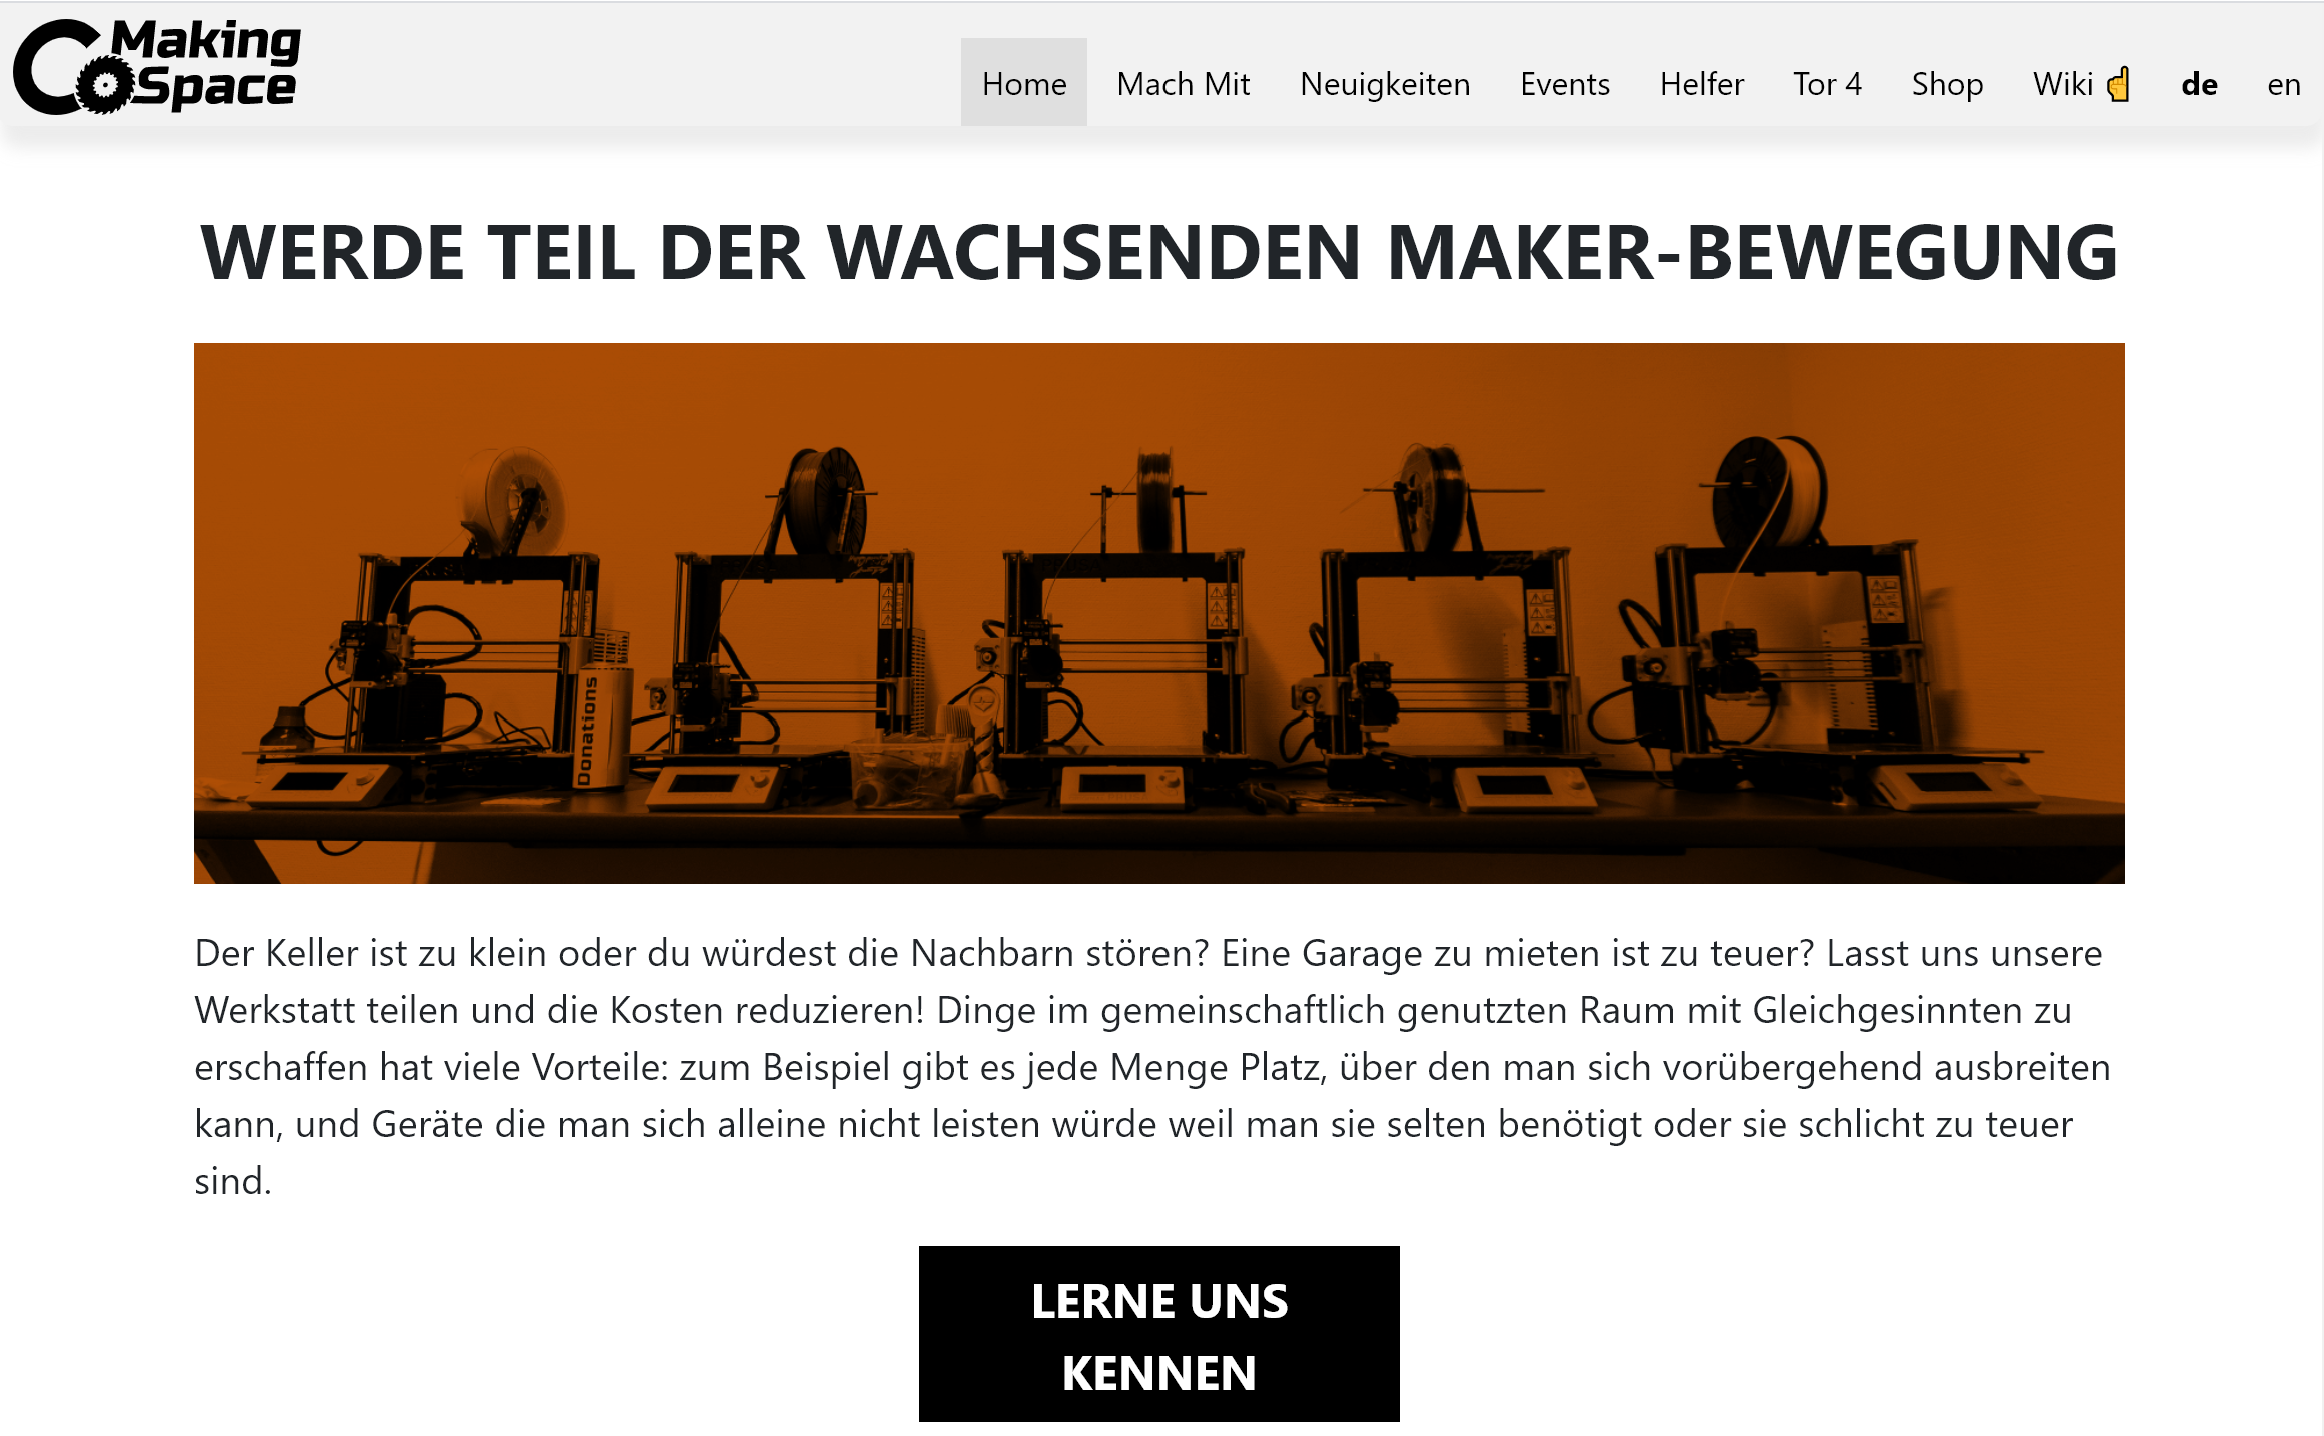 Making
CoSpace
Home Mach Mit Neuigkeiten Events Helfer Tor 4 Shop Wiki ☝ de en
WERDE TEIL DER WACHSENDEN MAKER-BEWEGUNG
Donations
Der Keller ist zu klein oder du würdest die Nachbarn stören? Eine Garage zu mieten ist zu teuer? Lasst uns unsere
Werkstatt teilen und die Kosten reduzieren! Dinge im gemeinschaftlich genutzten Raum mit Gleichgesinnten zu
erschaffen hat viele Vorteile: zum Beispiel gibt es jede Menge Platz, über den man sich vorübergehend ausbreiten
kann, und Geräte die man sich alleine nicht leisten würde weil man sie selten benötigt oder sie schlicht zu teuer
sind.
LERNE UNS
KENNEN